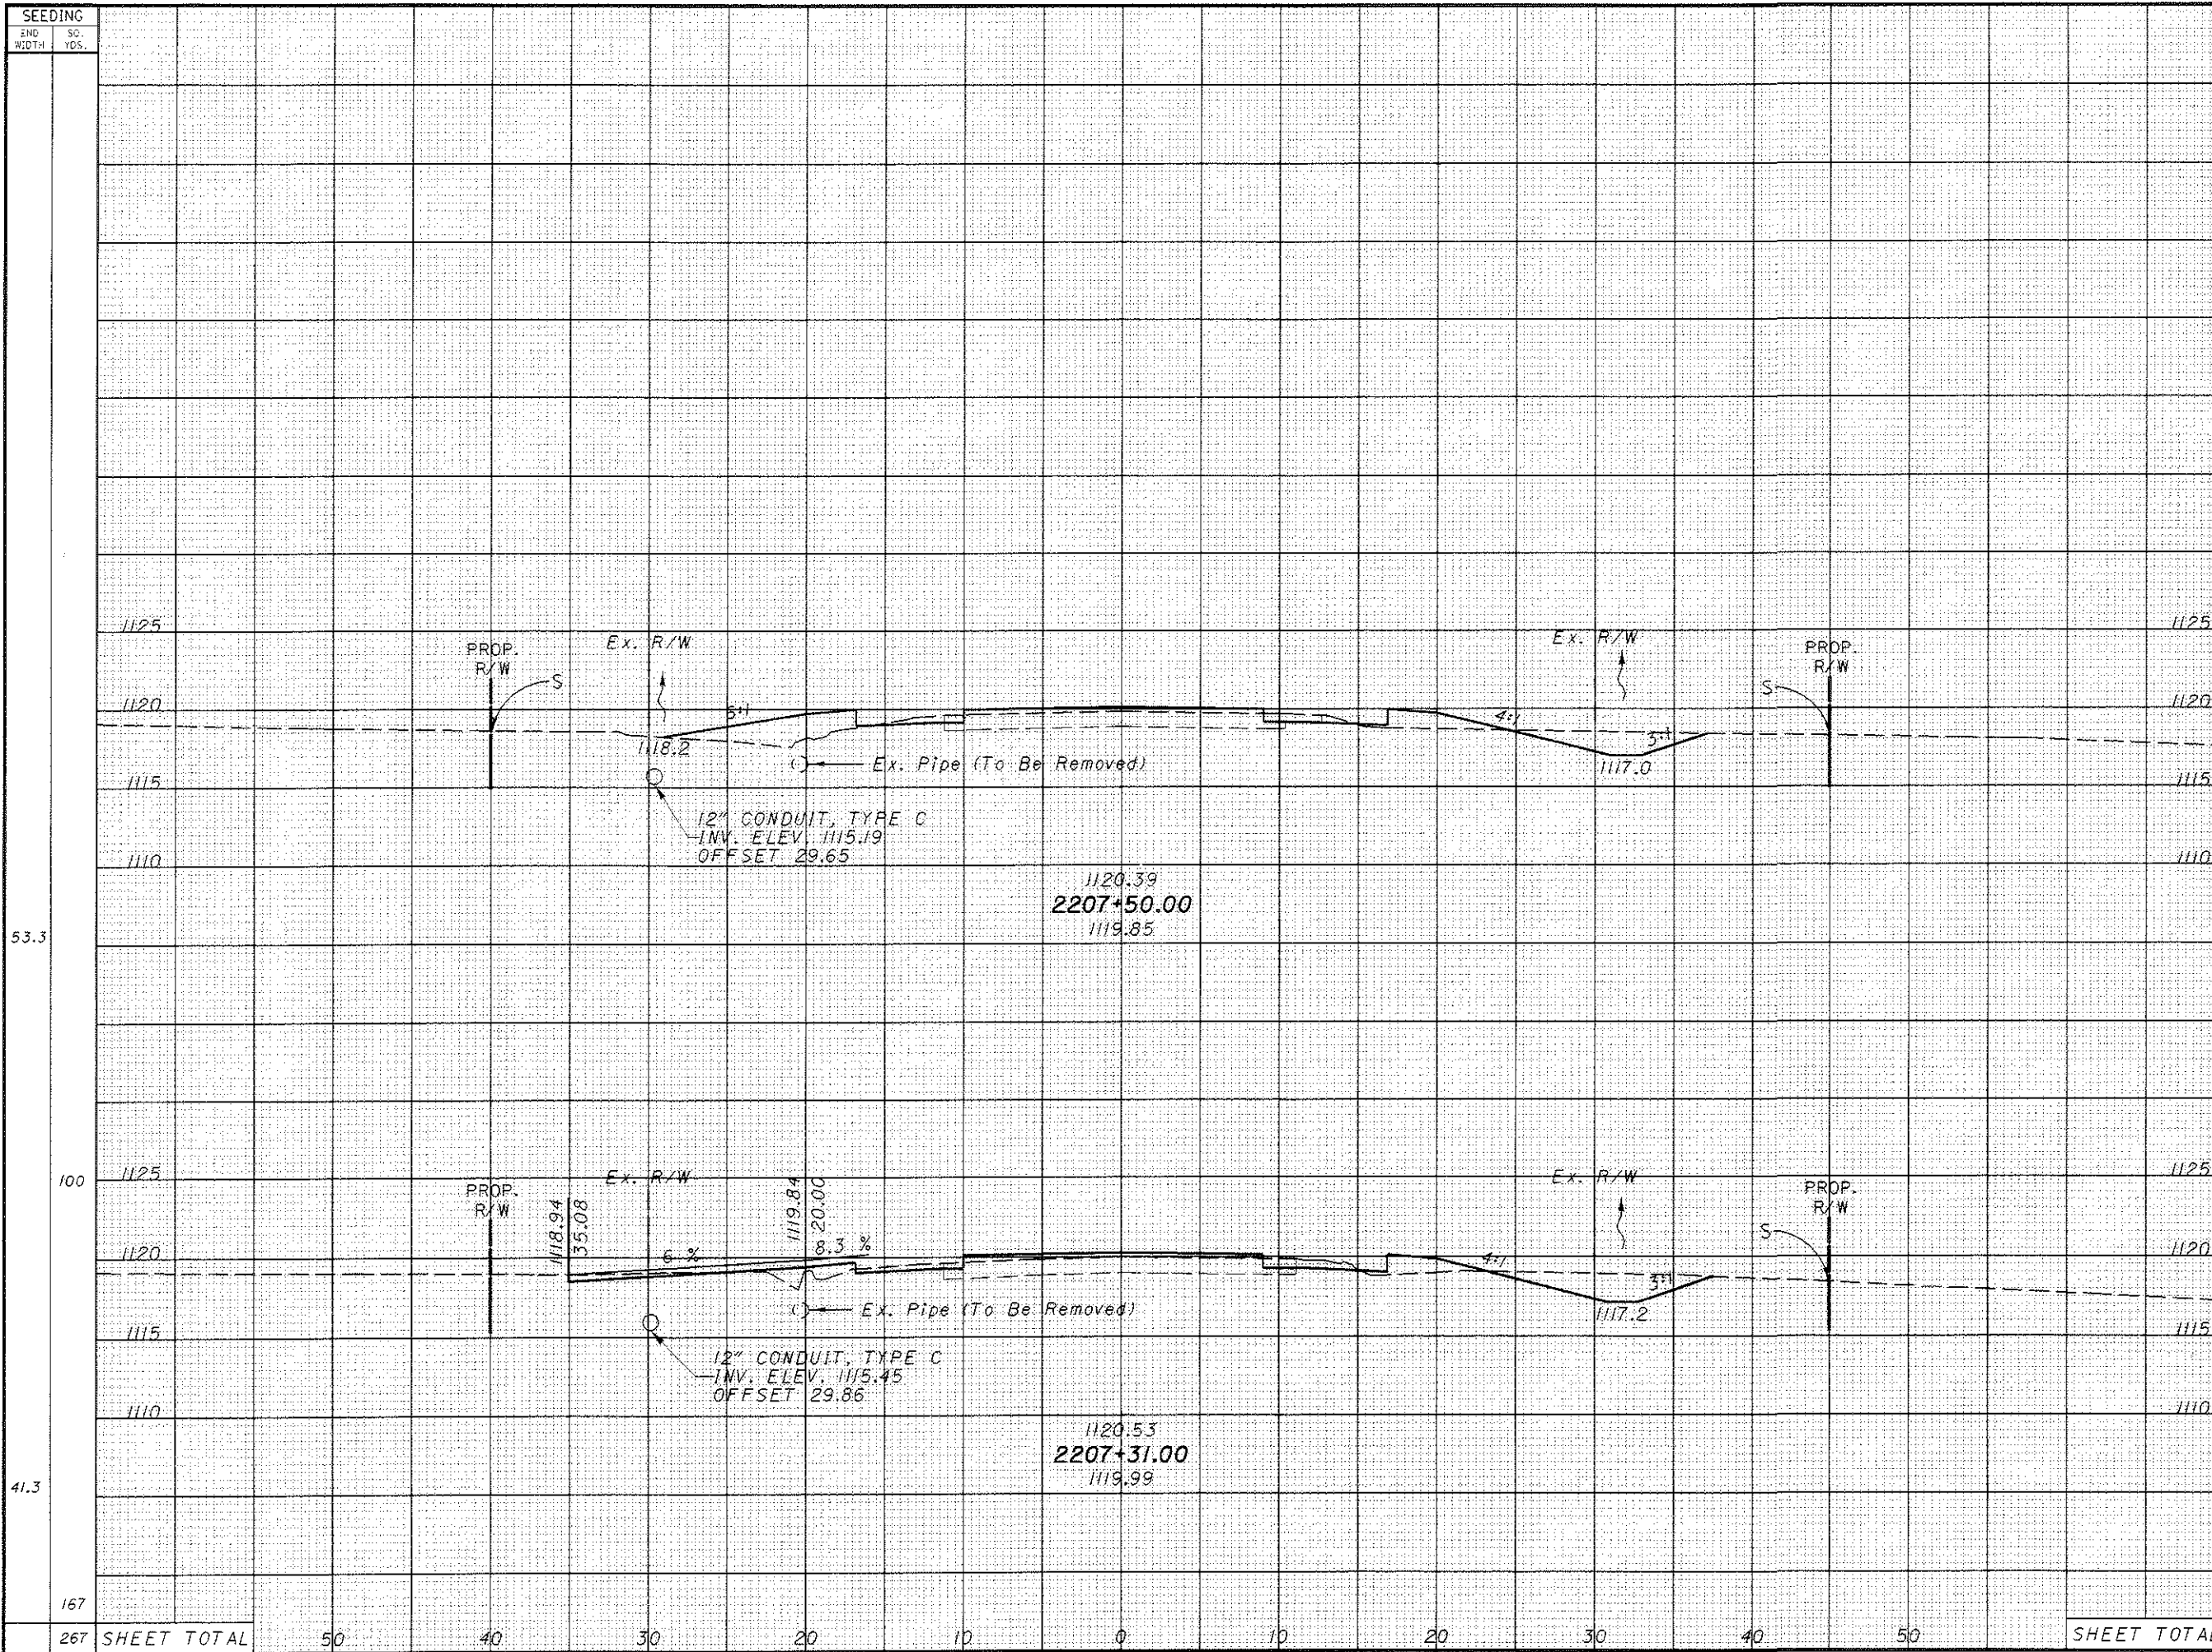 SEEDING
END WIDTH
SQ. YDS.
1125
1125
PROP. R/W
Ex. R/W
Ex. R/W
PROP. R/W
S
S
1120
1120
4:1
3:1
1118.2
1117.0
Ex. Pipe (To Be Removed)
1115
1115
12" CONDUIT, TYPE C
INV. ELEV. 1115.19
OFFSET 29.65
1110
1110
1120.39
2207+50.00
1119.85
53.3
100
1125
1125
PROP. R/W
Ex. R/W
Ex. R/W
PROP. R/W
1118.94
35.08
1119.84
20.00
S
1120
1120
6 %
8.3 %
4:1
3:1
1117.2
Ex. Pipe (To Be Removed)
1115
1115
12" CONDUIT, TYPE C
INV. ELEV. 1115.45
OFFSET 29.86
1110
1110
1120.53
2207+31.00
1119.99
41.3
167
267 SHEET TOTAL 50 40 30 20 10 0 10 20 30 40 50 SHEET TOTA